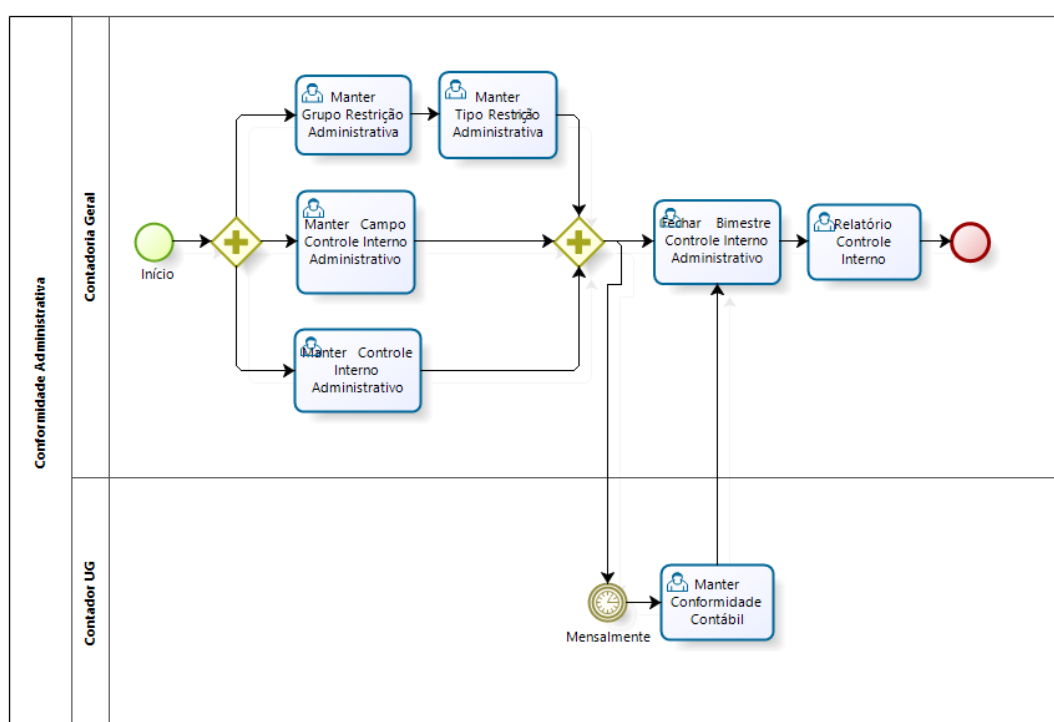 Conformidade Administrativa
Contadoria Geral
Início
Manter
Grupo Restrição
Administrativa
Manter
Tipo Restrição
Administrativa
Manter Campo
Controle Interno
Administrativo
Manter Controle
Interno
Administrativo
Fechar Bimestre
Controle Interno
Administrativo
Relatório
Controle
Interno
Contador UG
Mensalmente
Manter
Conformidade
Contábil